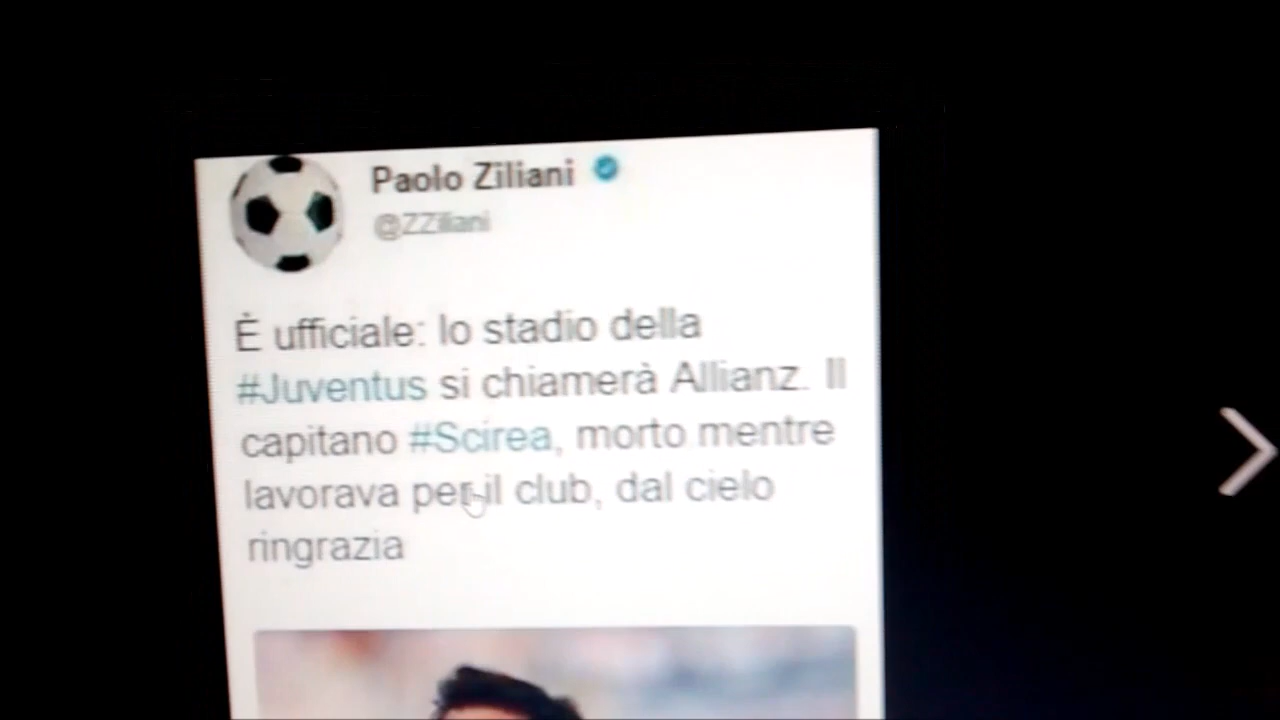 Paolo Ziliani
@ZZiliani
È ufficiale: lo stadio della
#Juventus si chiamerà Allianz. Il
capitano #Scirea, morto mentre
lavorava per il club, dal cielo
ringrazia